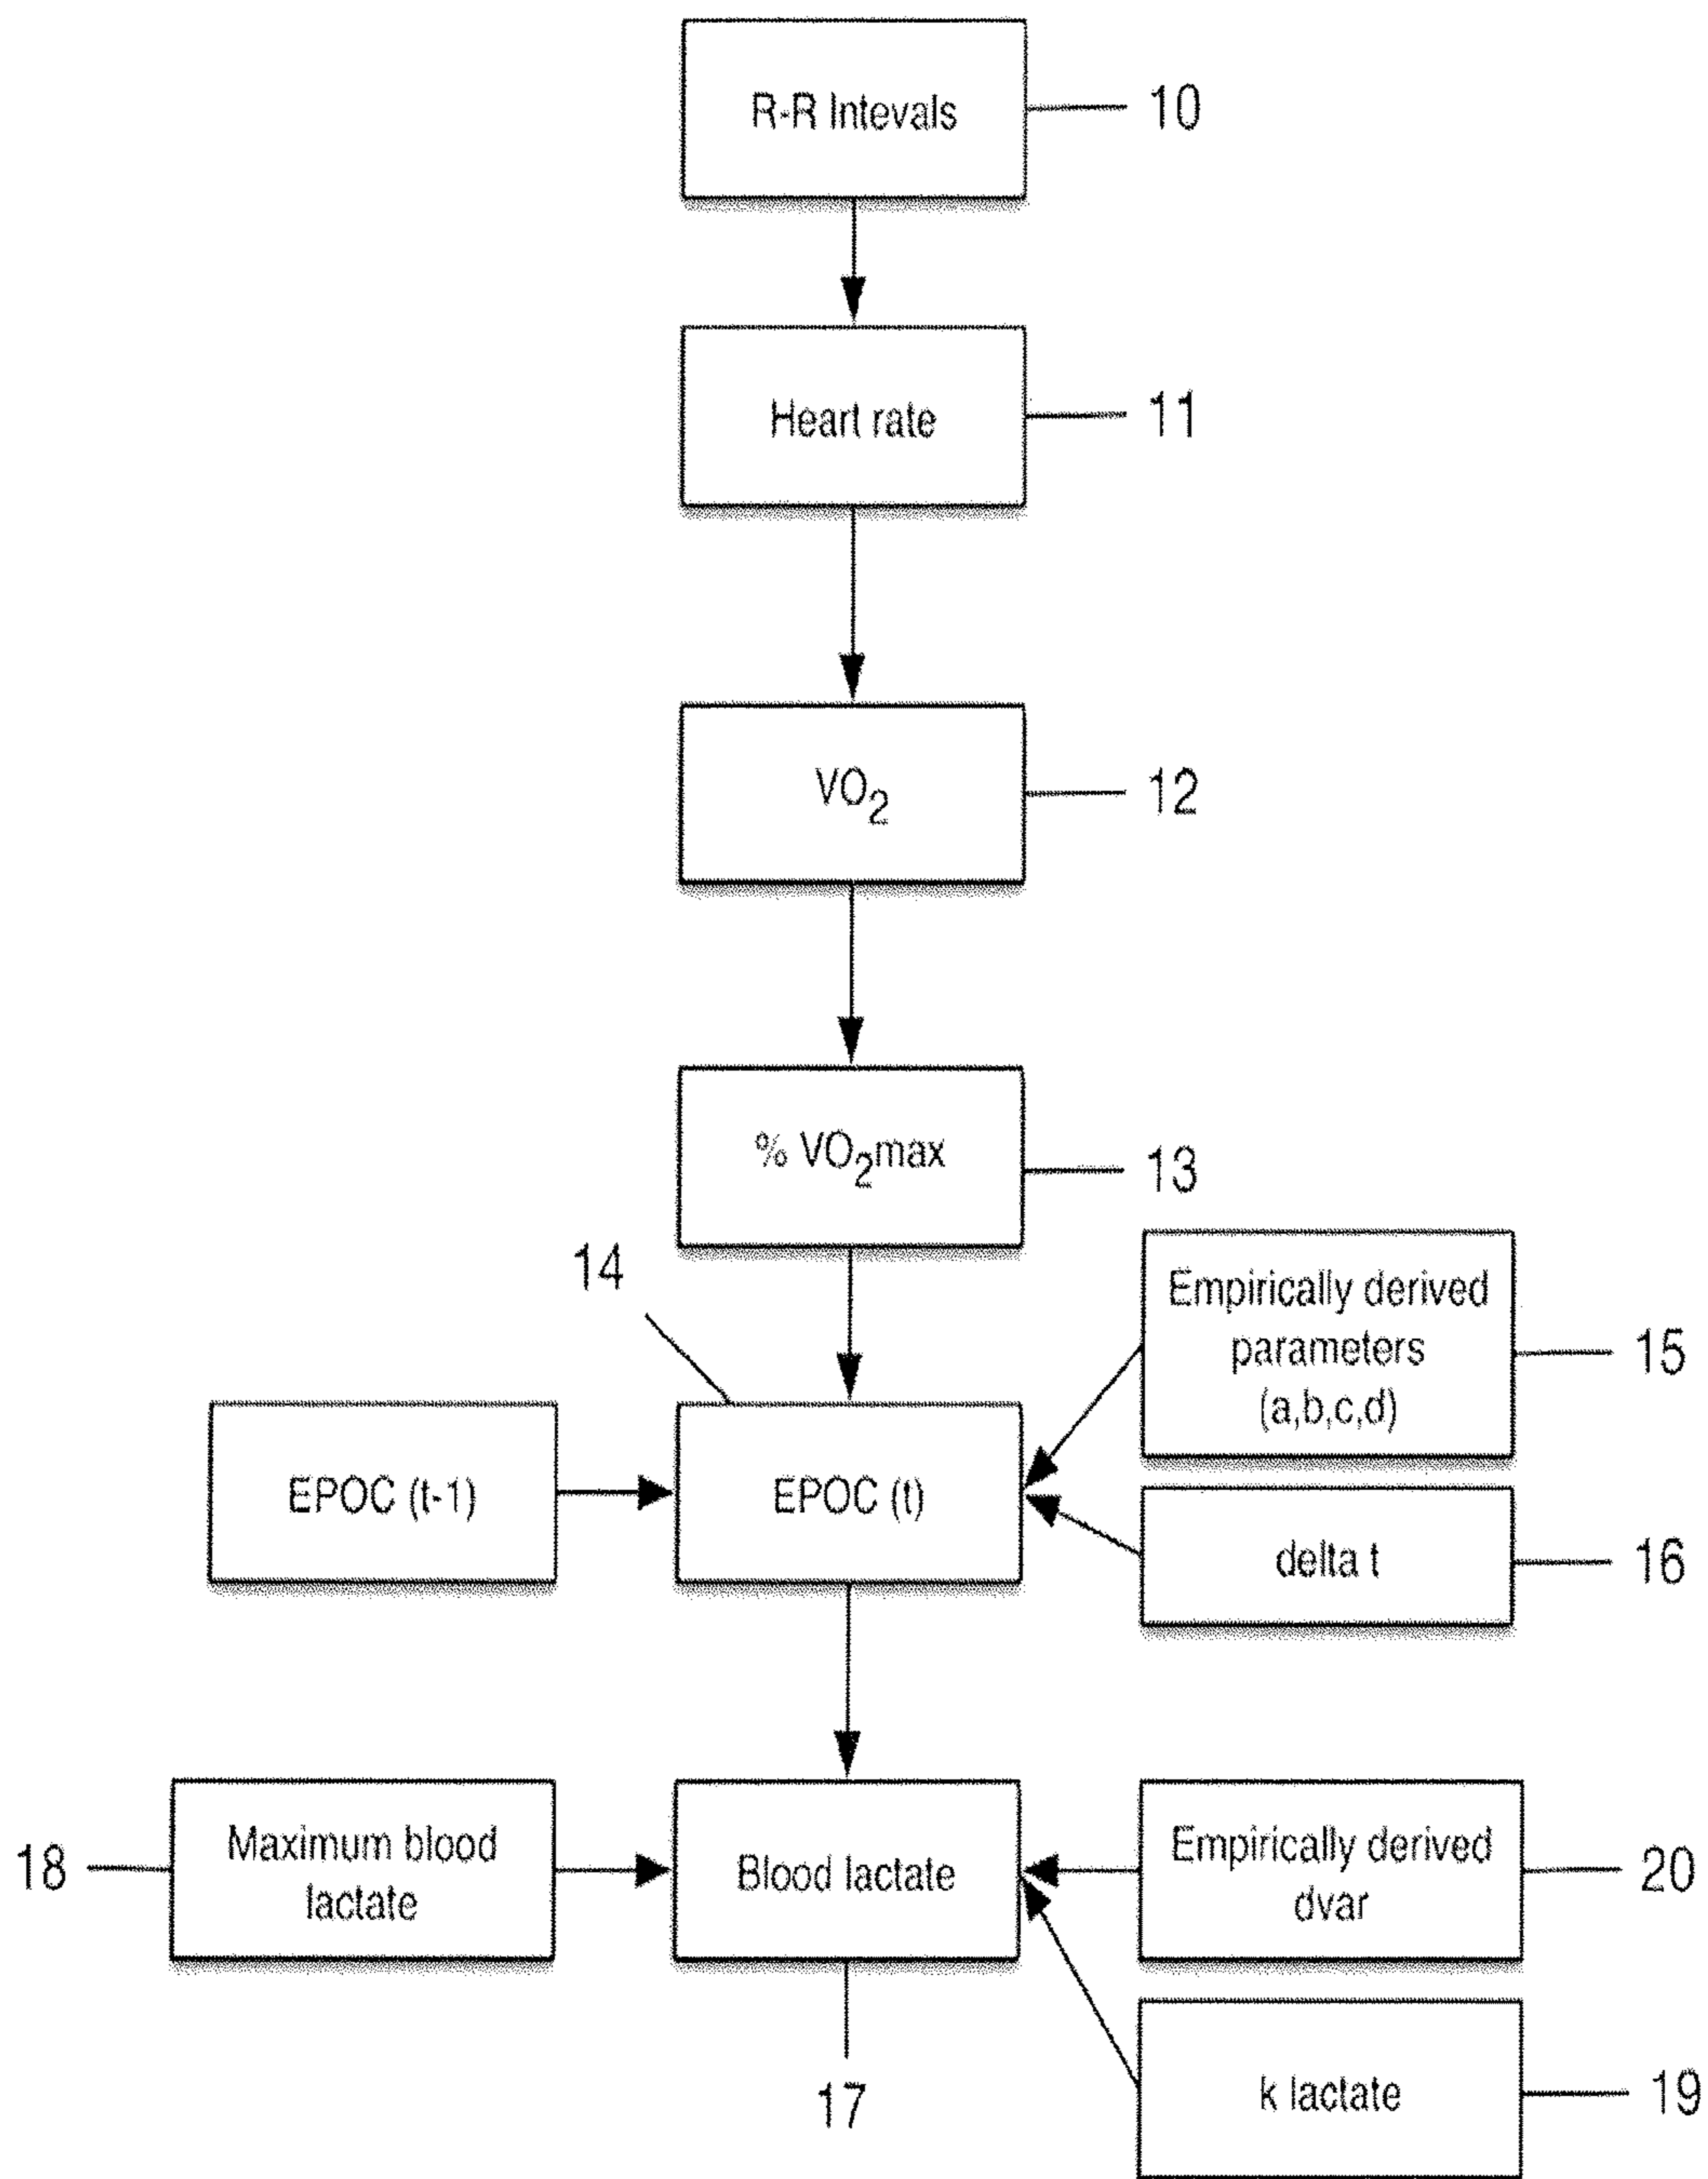 R-R Intevals
10
Heart rate
11
VO2
12
% VO2max
13
14
Empirically derived
parameters
(a,b,c,d)
15
EPOC (t-1)
EPOC (t)
delta t
16
18
Maximum blood
lactate
Blood lactate
Empirically derived
dvar
20
17
k lactate
19